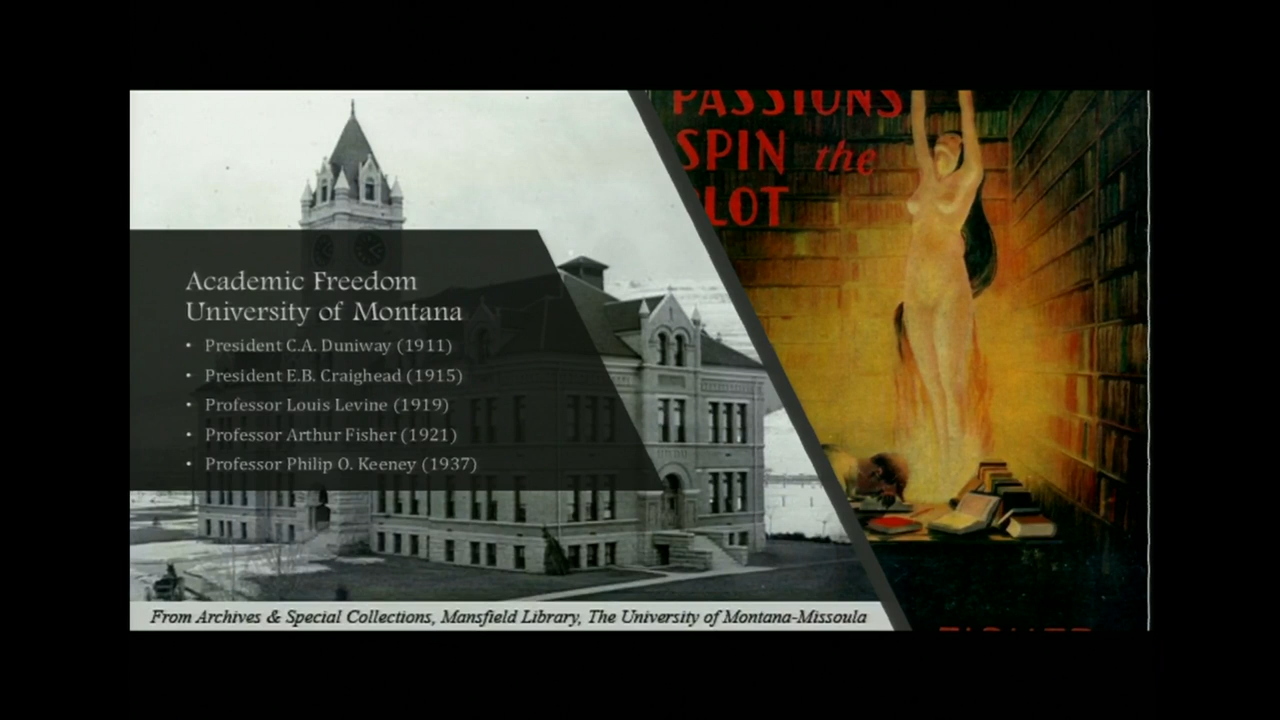 Academic Freedom
University of Montana
• President C.A. Duniway (1911)
• President E.B. Craighead (1915)
• Professor Louis Levine (1919)
• Professor Arthur Fisher (1921)
• Professor Philip O. Keeney (1937)
From Archives & Special Collections, Mansfield Library, The University of Montana-Missoula
PASSIONS
SPIN the
PLOT